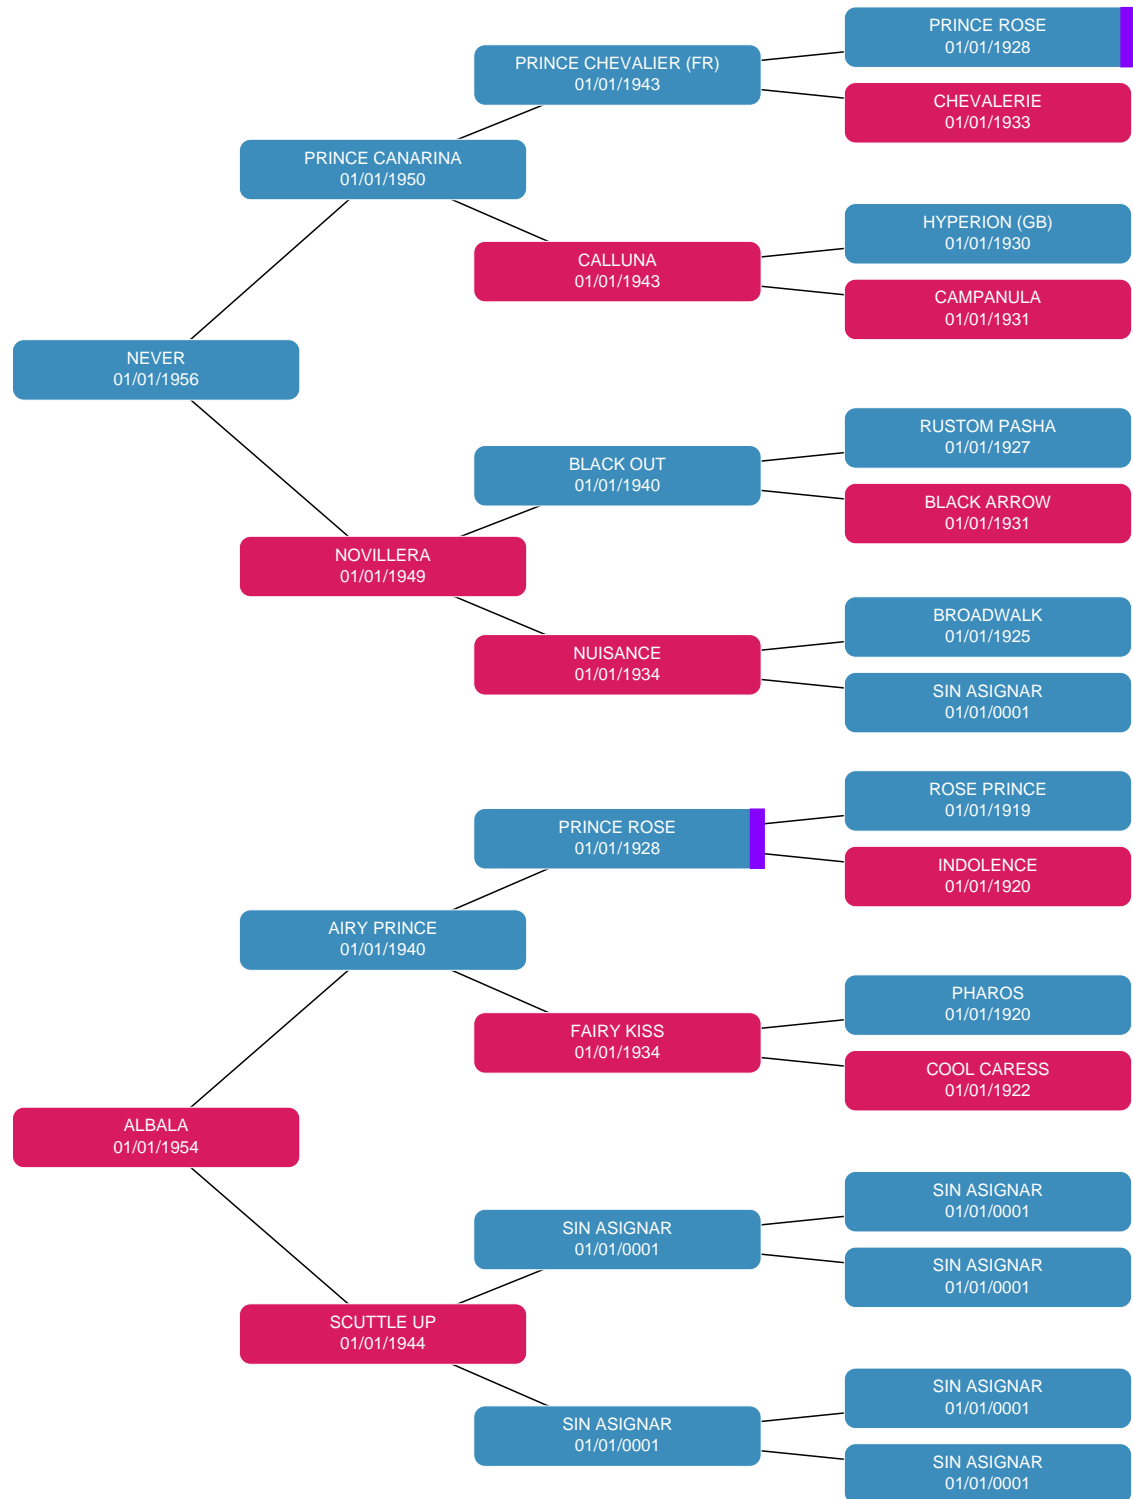 PRINCE ROSE
01/01/1928
PRINCE CHEVALIER (FR)
01/01/1943
CHEVALERIE
01/01/1933
PRINCE CANARINA
01/01/1950
HYPERION (GB)
01/01/1930
CALLUNA
01/01/1943
CAMPANULA
01/01/1931
NEVER
01/01/1956
RUSTOM PASHA
01/01/1927
BLACK OUT
01/01/1940
BLACK ARROW
01/01/1931
NOVILLERA
01/01/1949
BROADWALK
01/01/1925
NUISANCE
01/01/1934
SIN ASIGNAR
01/01/0001
ROSE PRINCE
01/01/1919
PRINCE ROSE
01/01/1928
INDOLENCE
01/01/1920
AIRY PRINCE
01/01/1940
PHAROS
01/01/1920
FAIRY KISS
01/01/1934
COOL CARESS
01/01/1922
ALBALA
01/01/1954
SIN ASIGNAR
01/01/0001
SIN ASIGNAR
01/01/0001
SIN ASIGNAR
01/01/0001
SCUTTLE UP
01/01/1944
SIN ASIGNAR
01/01/0001
SIN ASIGNAR
01/01/0001
SIN ASIGNAR
01/01/0001